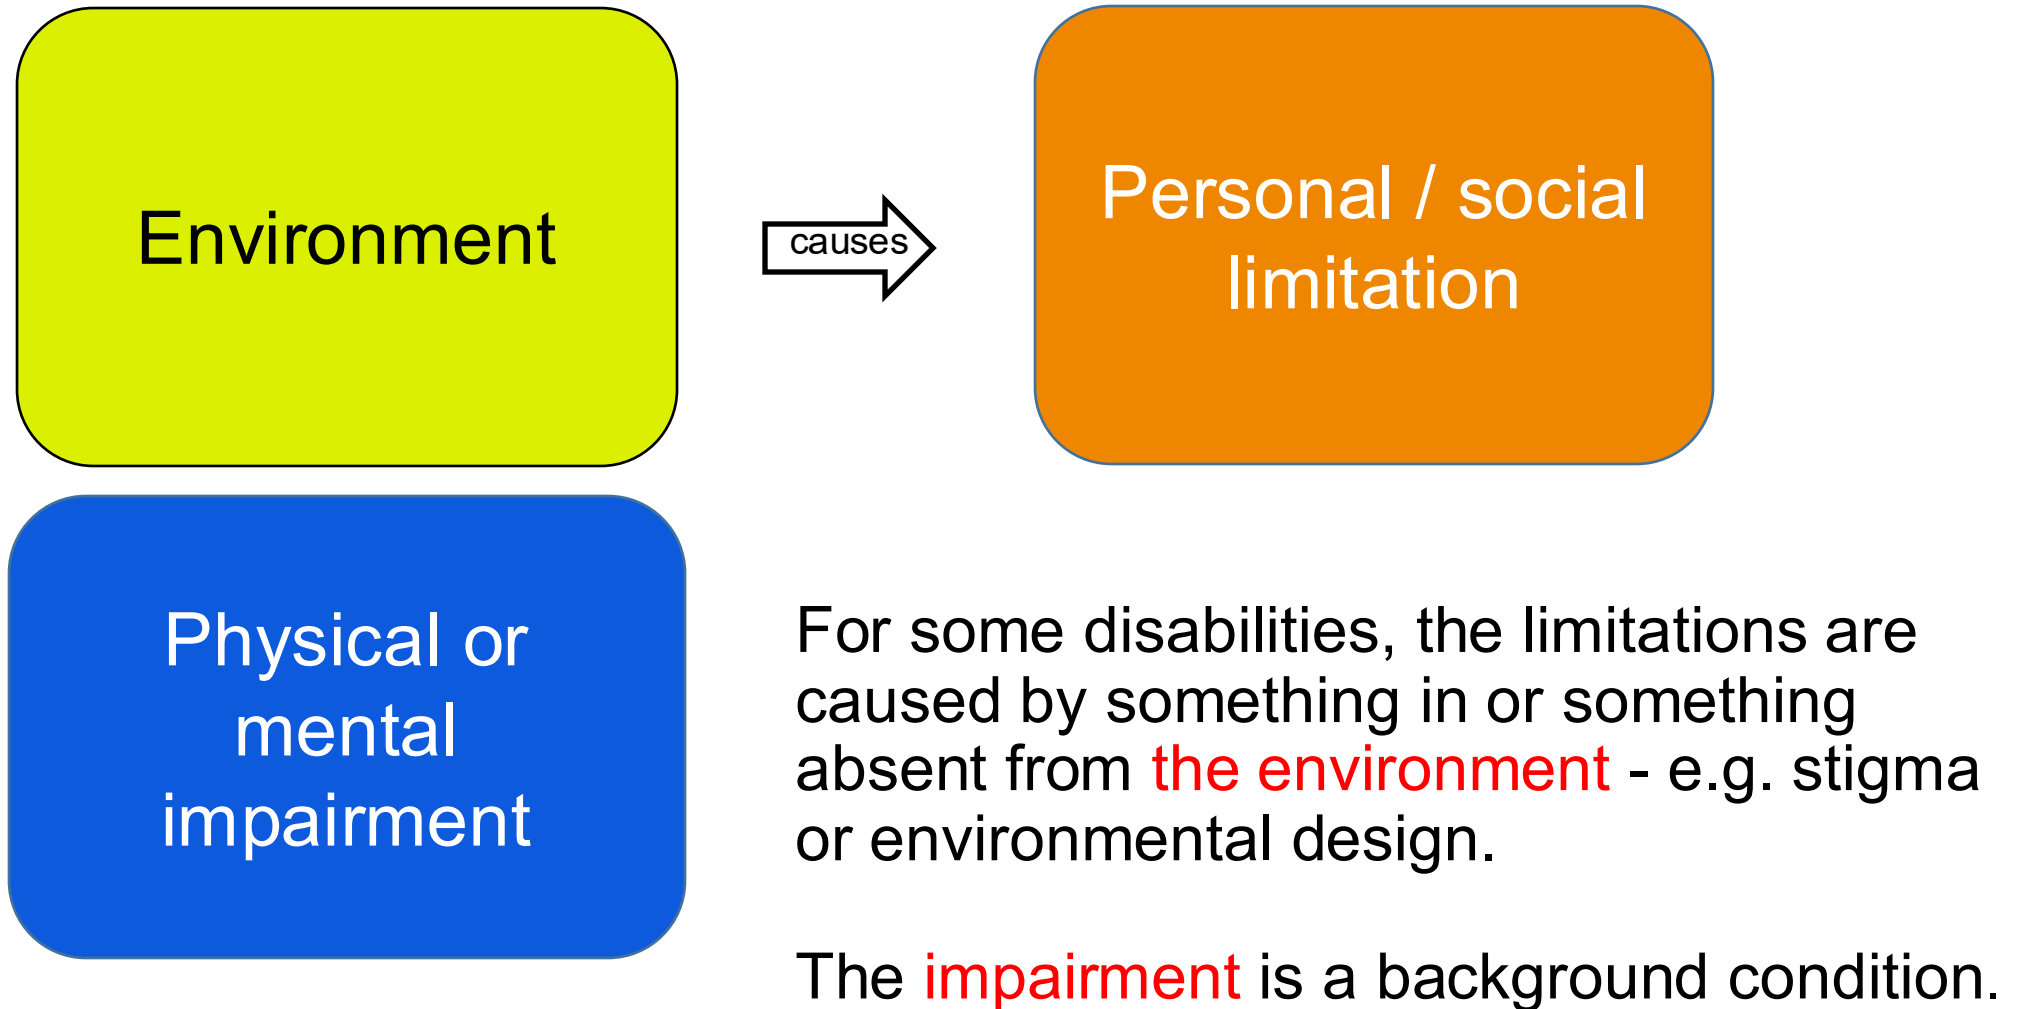 Environment
causes
Personal / social
limitation
Physical or
mental
impairment
For some disabilities, the limitations are
caused by something in or something
absent from the environment - e.g. stigma
or environmental design.
The impairment is a background condition.